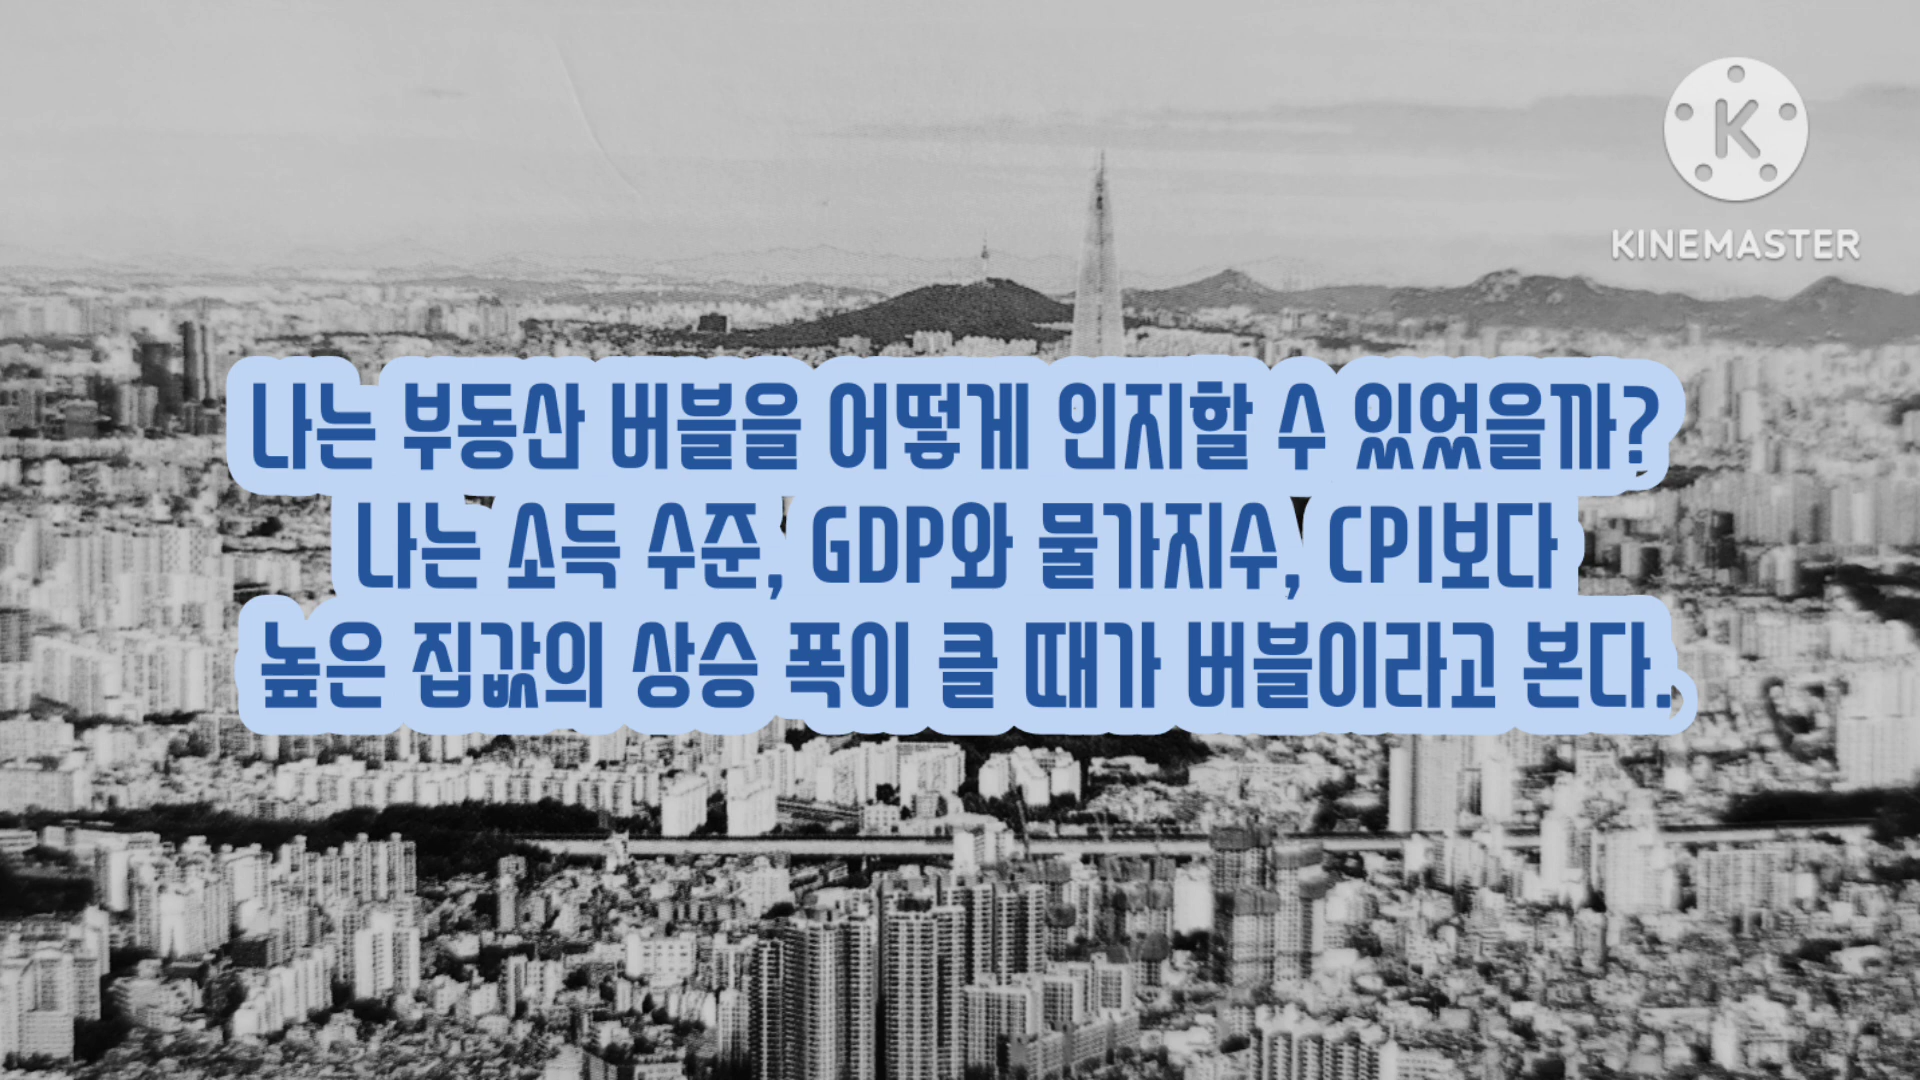 K
KINEMASTER
나는 부동산 버블을 어떻게 인지할 수 있었을까?
나는 소득 수준, GDP와 물가지수, CPI보다
높은 집값의 상승 폭이 클 때가 버블이라고 본다.